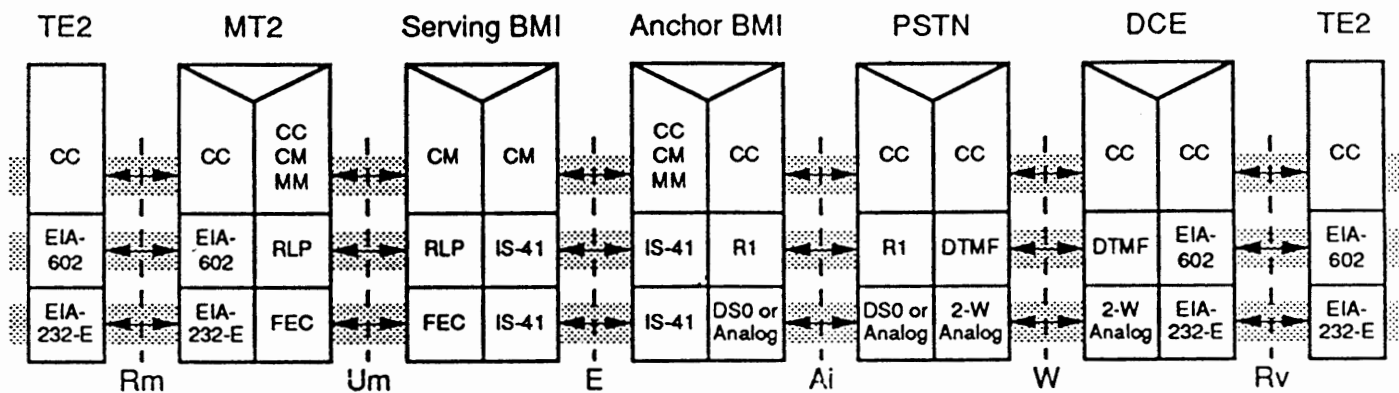 TE2 MT2 Serving BMI Anchor BMI PSTN DCE TE2
CC CC CC CM MM CM CM CC CM MM CC CC CC CC CC CC
EIA-602 EIA-602 RLP RLP IS-41 IS-41 R1 R1 DTMF DTMF EIA-602 EIA-602
EIA-232-E EIA-232-E FEC FEC IS-41 IS-41 DS0 or Analog DS0 or Analog 2-W Analog 2-W Analog EIA-232-E EIA-232-E
Rm Um E Ai W Rv